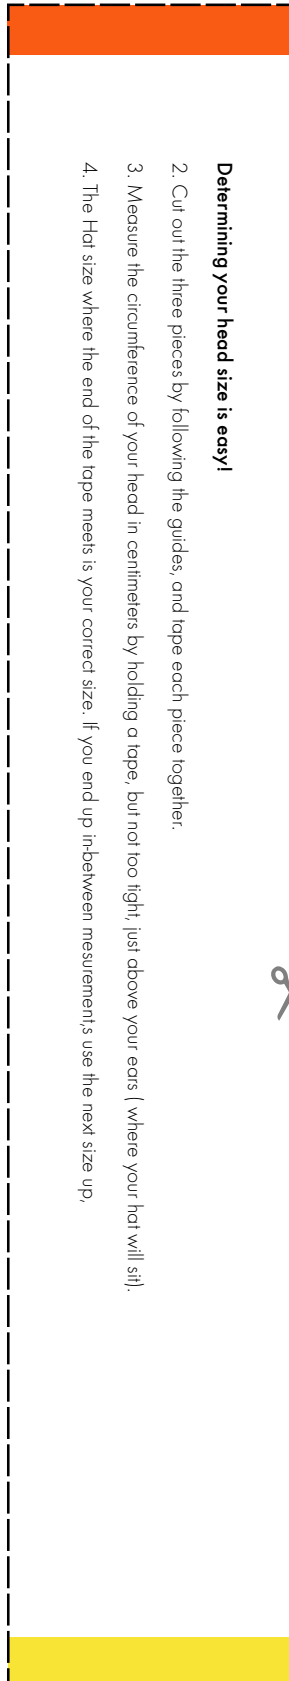 Determining your head size is easy!
2. Cut out the three pieces by following the guides, and tape each piece together.
3. Measure the circumference of your head in centimeters by holding a tape, but not too tight, just above your ears ( where your hat will sit).
4. The Hat size where the end of the tape meets is your correct size. If you end up in-between mesurement,s use the next size up,